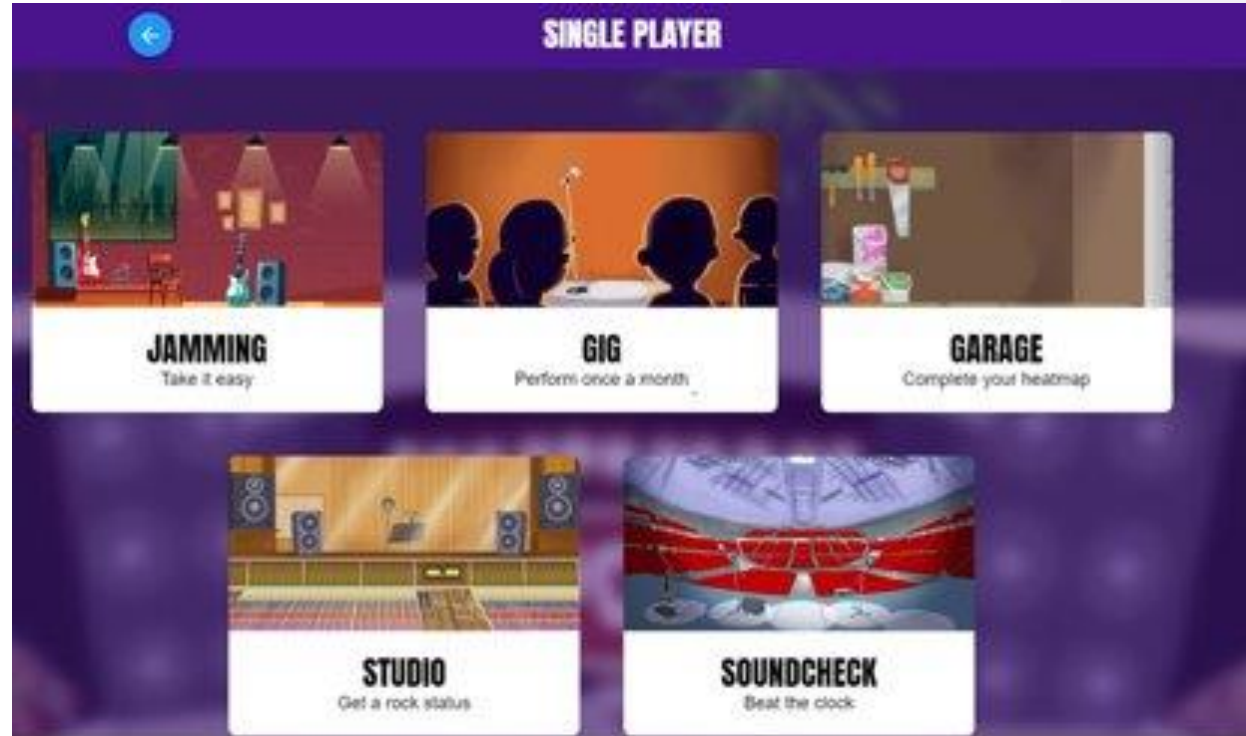 SINGLE PLAYER
JAMMING
Take it easy
GIG
Perform once a month
GARAGE
Complete your heatmap
STUDIO
Get a rock status
SOUNDCHECK
Beat the clock